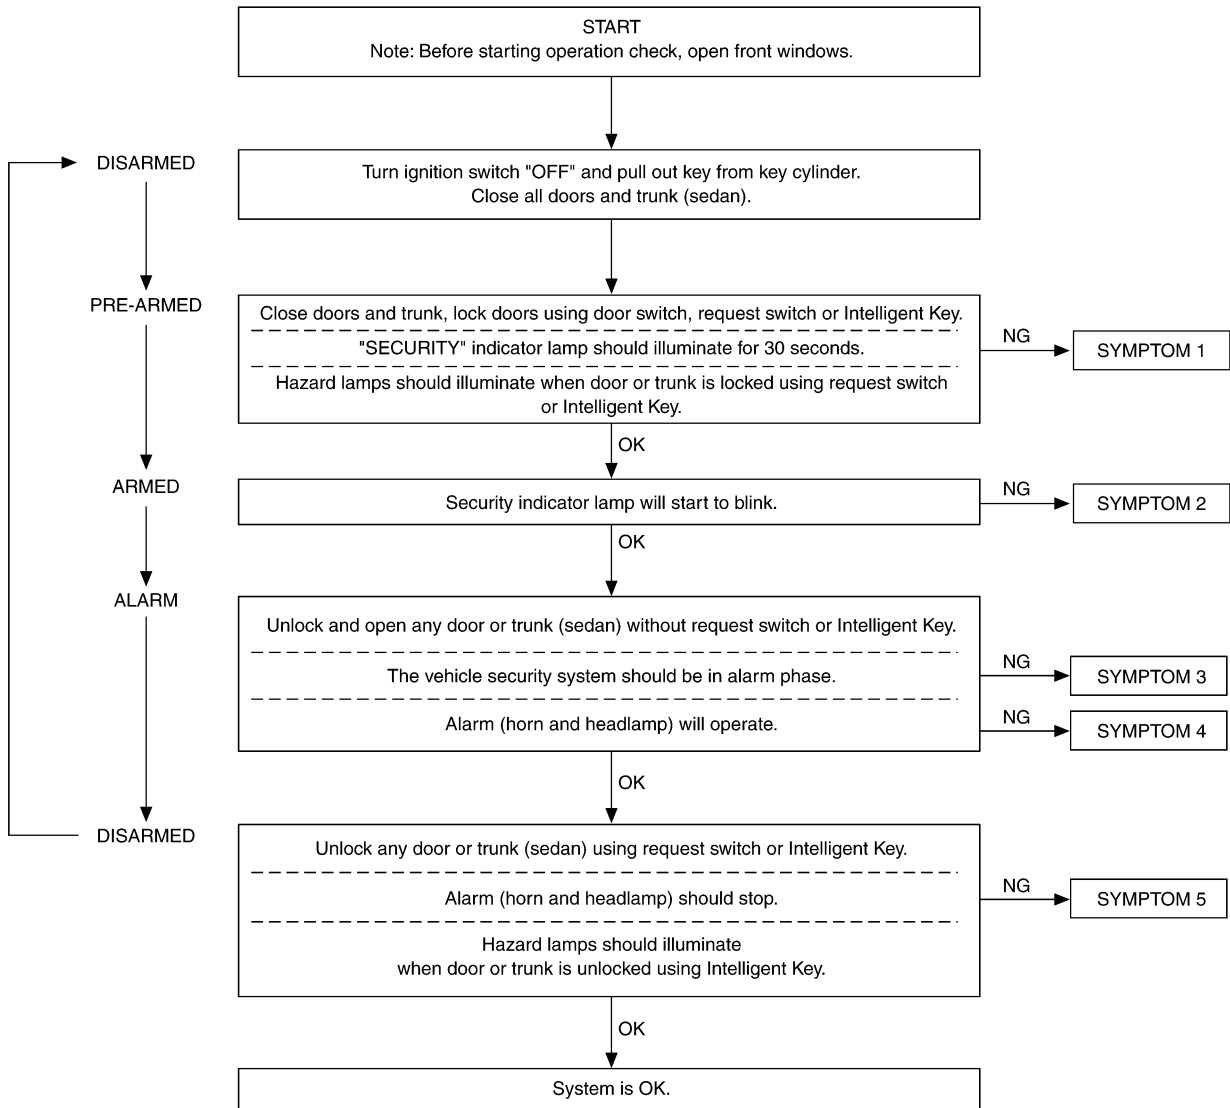 START
Note: Before starting operation check, open front windows.
DISARMED
Turn ignition switch "OFF" and pull out key from key cylinder.
Close all doors and trunk (sedan).
PRE-ARMED
Close doors and trunk, lock doors using door switch, request switch or Intelligent Key.
"SECURITY" indicator lamp should illuminate for 30 seconds.
Hazard lamps should illuminate when door or trunk is locked using request switch
or Intelligent Key.
NG
SYMPTOM 1
OK
ARMED
Security indicator lamp will start to blink.
NG
SYMPTOM 2
OK
ALARM
Unlock and open any door or trunk (sedan) without request switch or Intelligent Key.
The vehicle security system should be in alarm phase.
NG
SYMPTOM 3
Alarm (horn and headlamp) will operate.
NG
SYMPTOM 4
OK
DISARMED
Unlock any door or trunk (sedan) using request switch or Intelligent Key.
Alarm (horn and headlamp) should stop.
NG
SYMPTOM 5
Hazard lamps should illuminate
when door or trunk is unlocked using Intelligent Key.
OK
System is OK.